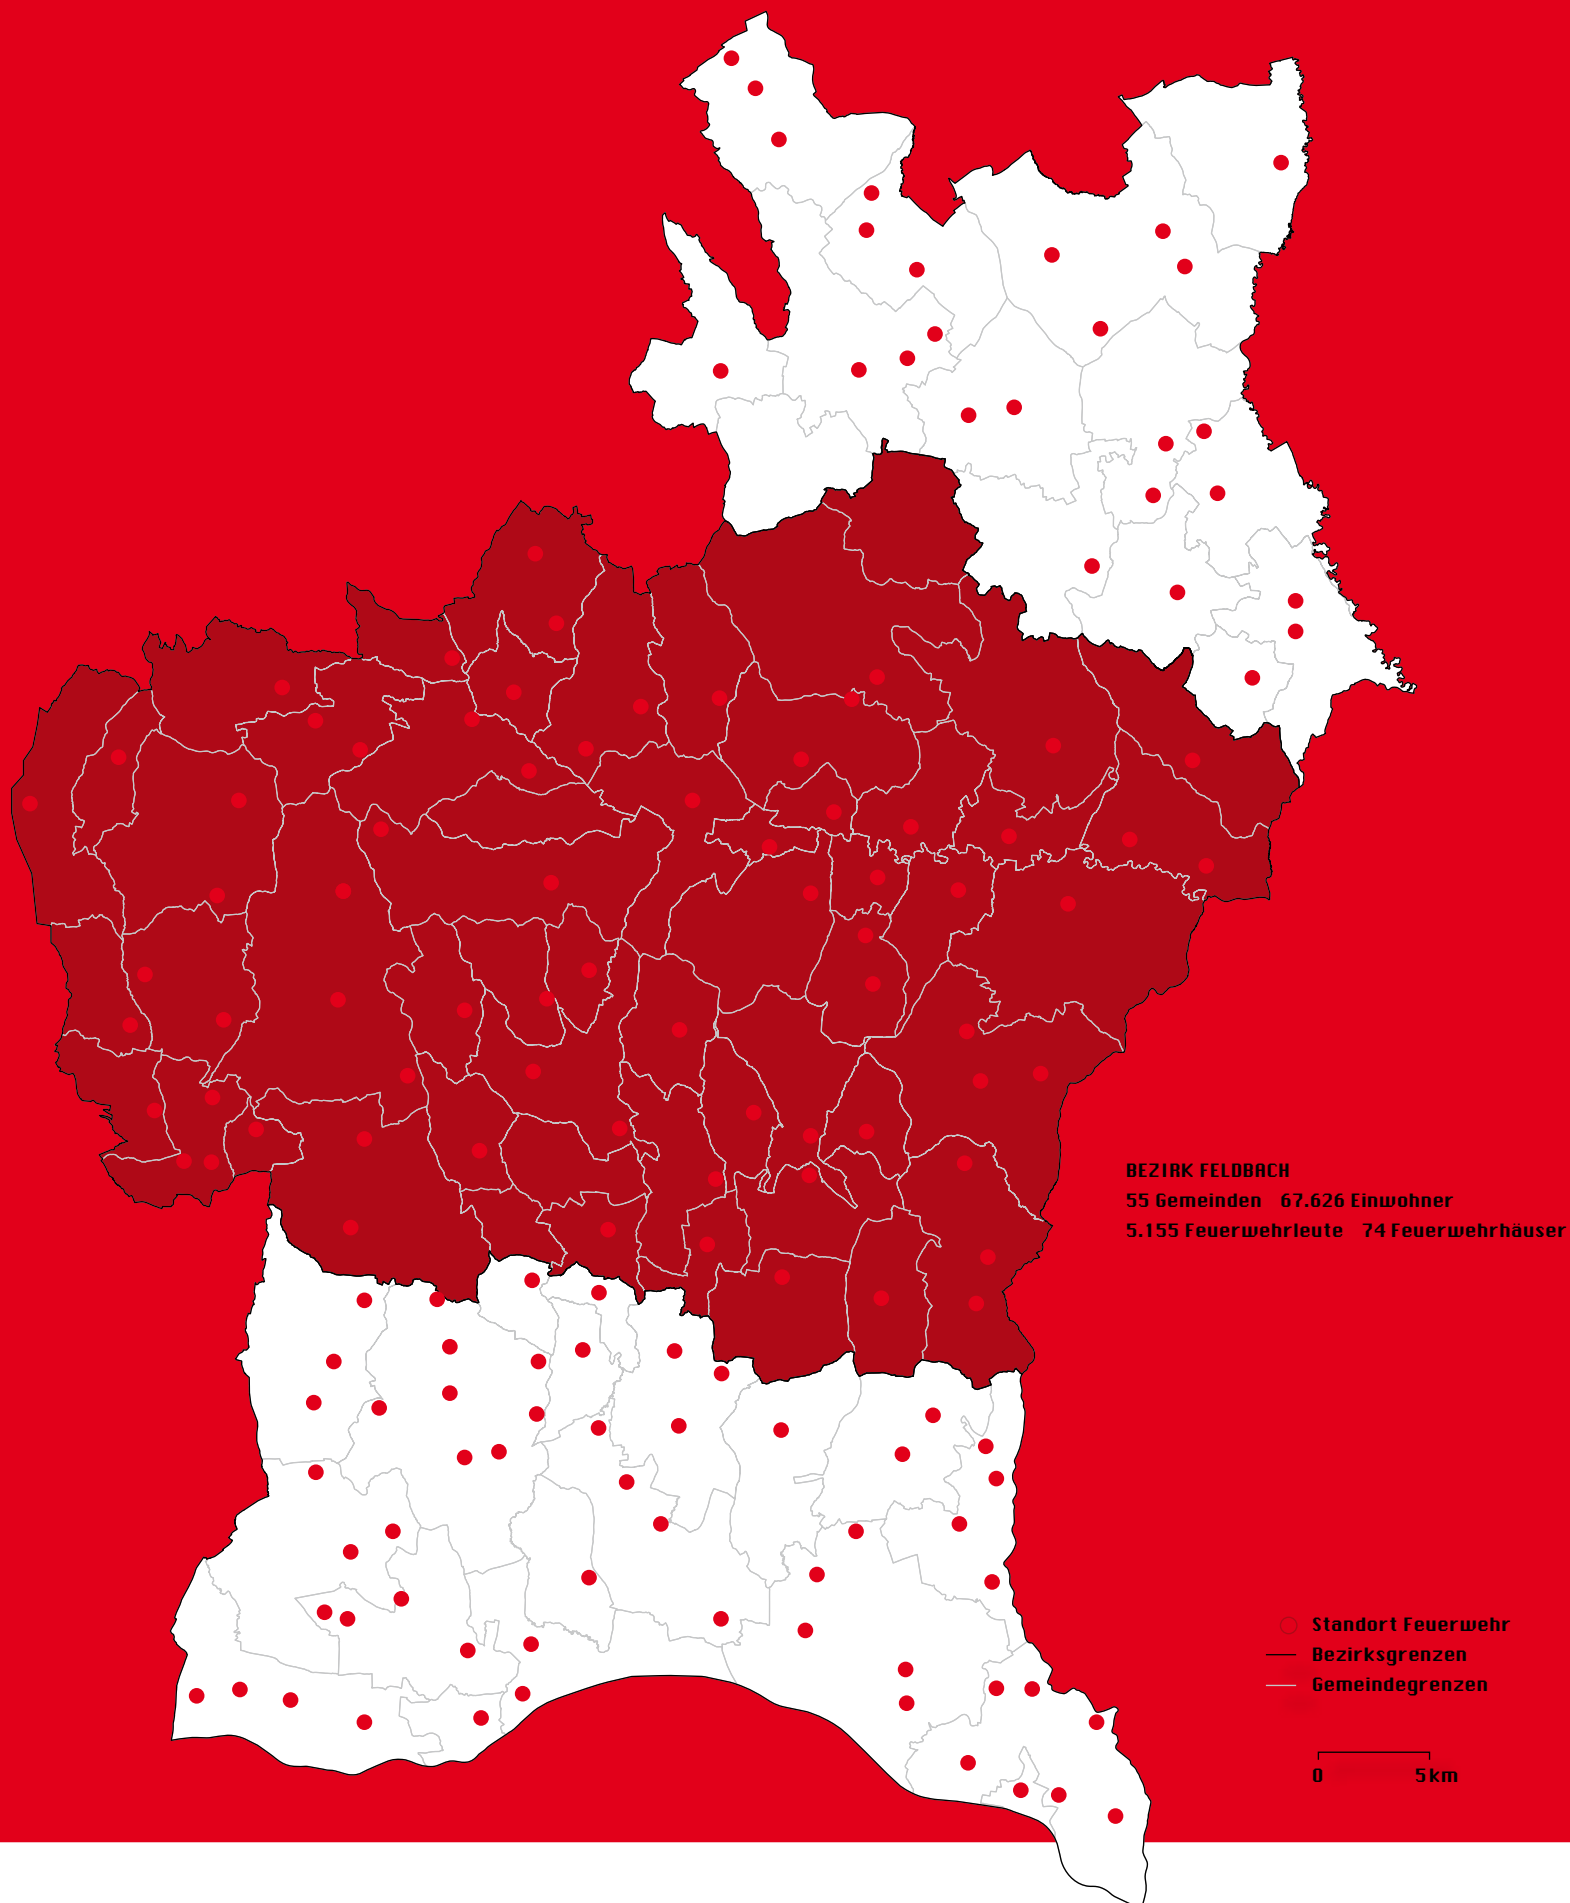 BEZIRK FELDBACH
55 Gemeinden 67.626 Einwohner
5.155 Feuerwehrleute 74 Feuerwehrhäuser
Standort Feuerwehr
Bezirksgrenzen
Gemeindegrenzen
0 5km